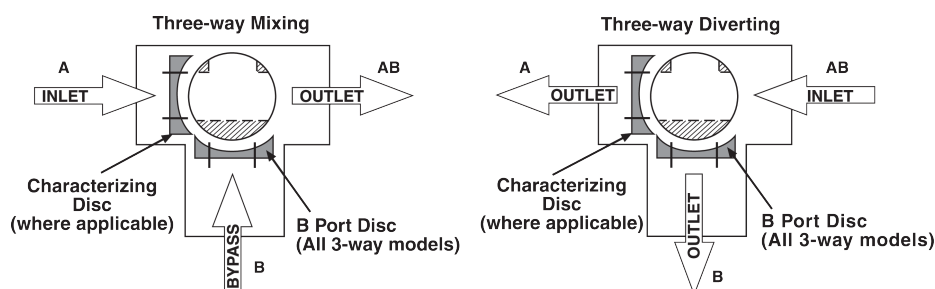 Three-way Mixing
A
INLET
AB
OUTLET
Characterizing
Disc
(where applicable)
BYPASS
B
B Port Disc
(All 3-way models)
Three-way Diverting
A
OUTLET
AB
INLET
Characterizing
Disc
(where applicable)
OUTLET
B
B Port Disc
(All 3-way models)